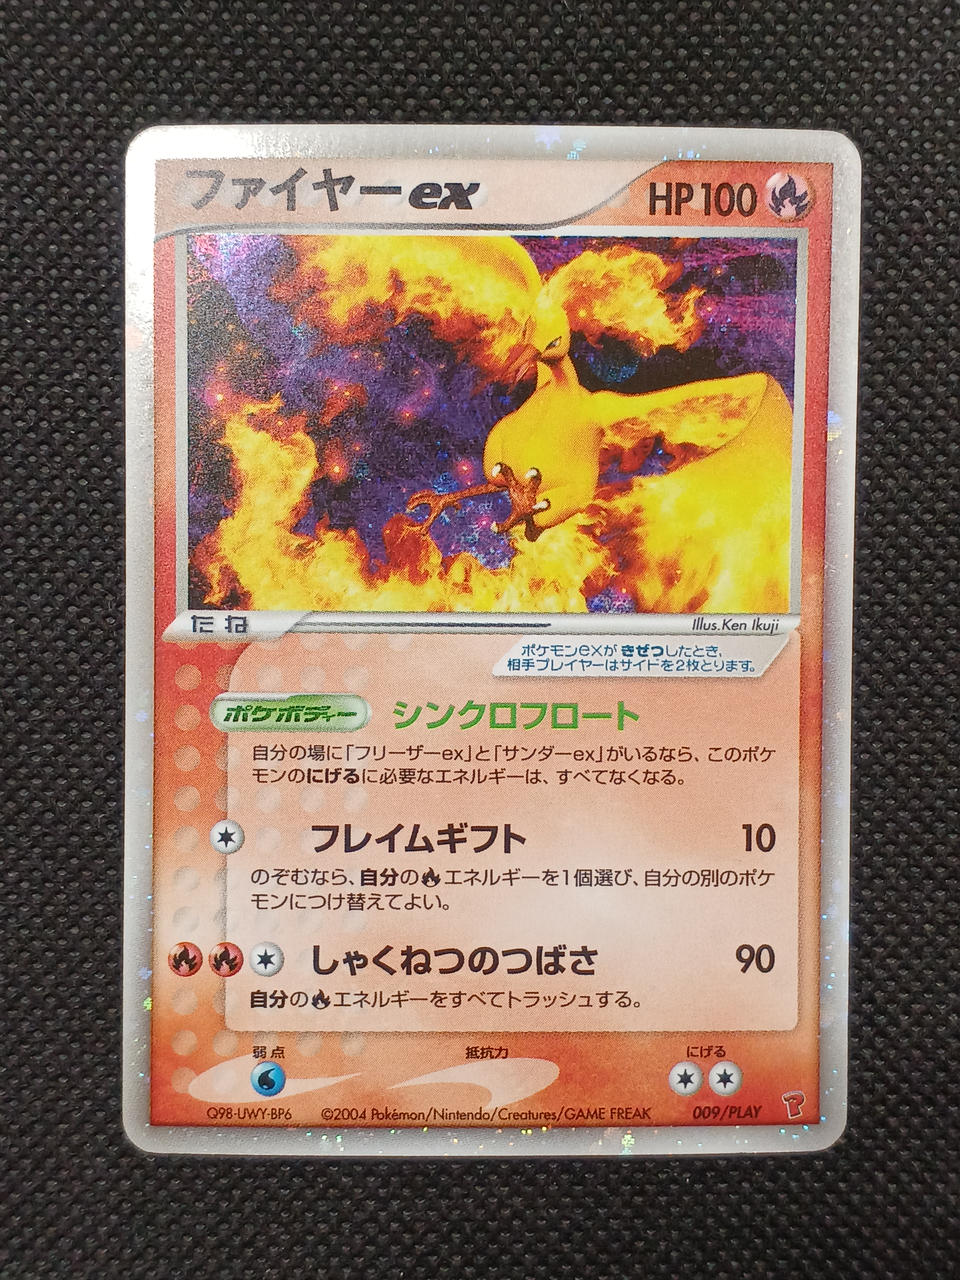 ファイヤーex HP100
たね Illus.Ken Ikuji
ポケモンexが きぜつしたとき、
相手プレイヤーはサイドを2枚とります。
ポケボディー シンクロフロート
自分の場に「フリーザーex」と「サンダーex」がいるなら、このポケ
モンのにげるに必要なエネルギーは、すべてなくなる。
フレイムギフト 10
のぞむなら、自分のエネルギーを1個選び、自分の別のポケ
モンにつけ替えてよい。
しゃくねつのつばさ 90
自分のエネルギーをすべてトラッシュする。
弱点 抵抗力 にげる
Q98-UWY-BP6 ©2004 Pokémon/Nintendo/Creatures/GAME FREAK 009/PLAY